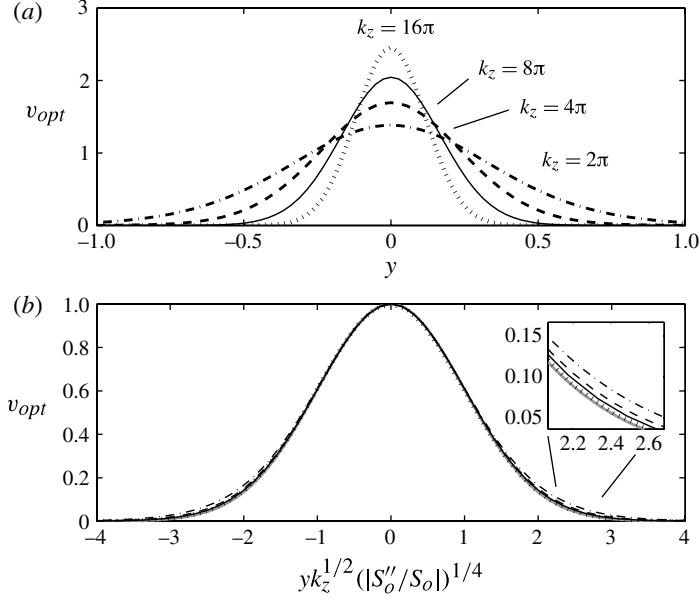 (a)
3
2
1
0
v_opt
k_z = 16π
k_z = 8π
k_z = 4π
k_z = 2π
−1.0 −0.5 0 0.5 1.0
y
(b)
1.0
0.8
0.6
0.4
0.2
0
v_opt
0.15
0.10
0.05
2.2 2.4 2.6
−4 −3 −2 −1 0 1 2 3 4
yk_z^{1/2}(|S_o''/S_o|)^{1/4}